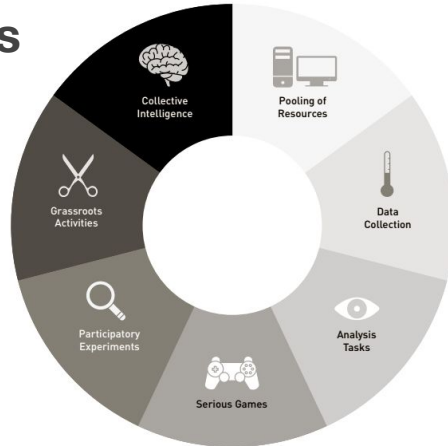 s
Collective
Intelligence
Pooling of
Resources
Data
Collection
Analysis
Tasks
Serious Games
Participatory
Experiments
Grassroots
Activities